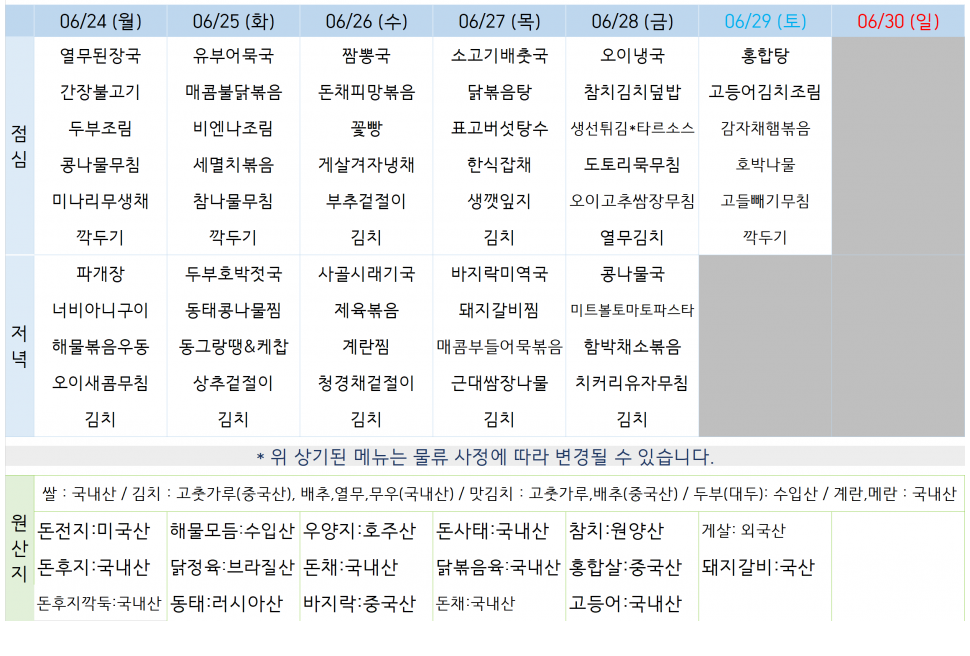 06/24 (월) 06/25 (화) 06/26 (수) 06/27 (목) 06/28 (금) 06/29 (토) 06/30 (일)
점심
열무된장국 유부어묵국 짬뽕국 소고기배춧국 오이냉국 홍합탕
간장불고기 매콤불닭볶음 돈채피망볶음 닭볶음탕 참치김치덮밥 고등어김치조림
두부조림 비엔나조림 꽃빵 표고버섯탕수 생선튀김*타르소스 감자채햄볶음
콩나물무침 세멸치볶음 게살겨자냉채 한식잡채 도토리묵무침 호박나물
미나리무생채 참나물무침 부추겉절이 생깻잎지 오이고추쌈장무침 고들빼기무침
깍두기 깍두기 김치 김치 열무김치 깍두기
저녁
파개장 두부호박젓국 사골시래기국 바지락미역국 콩나물국
너비아니구이 동태콩나물찜 제육볶음 돼지갈비찜 미트볼토마토파스타
해물볶음우동 동그랑땡&케찹 계란찜 매콤부들어묵볶음 함박채소볶음
오이새콤무침 상추겉절이 청경채겉절이 근대쌈장나물 치커리유자무침
김치 김치 김치 김치 김치
* 위 상기된 메뉴는 물류 사정에 따라 변경될 수 있습니다.
원산지
쌀 : 국내산 / 김치 : 고춧가루(중국산), 배추,열무,무우(국내산) / 맛김치 : 고춧가루,배추(중국산) / 두부(대두): 수입산 / 계란,메란 : 국내산
돈전지:미국산 해물모듬:수입산 우양지:호주산 돈사태:국내산 참치:원양산 게살: 외국산
돈후지:국내산 닭정육:브라질산 돈채:국내산 닭볶음육:국내산 홍합살:중국산 돼지갈비:국산
돈후지깍둑:국내산 동태:러시아산 바지락:중국산 돈채:국내산 고등어:국내산